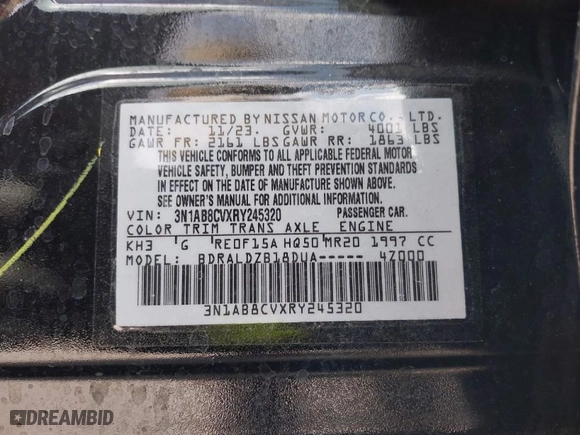 MANUFACTURED BY NISSAN MOTOR CO., LTD.
DATE: 11/23. GVWR: 4001 LBS
GAWR FR: 2161 LBS GAWR RR: 1863 LBS
THIS VEHICLE CONFORMS TO ALL APPLICABLE FEDERAL MOTOR
VEHICLE SAFETY, BUMPER AND THEFT PREVENTION STANDARDS
IN EFFECT ON THE DATE OF MANUFACTURE SHOWN ABOVE.
SEE OWNER'S MANUAL FOR ADDITIONAL INFORMATION.
VIN: 3N1AB8CVXRY245320 PASSENGER CAR.
COLOR TRIM TRANS AXLE ENGINE
KH3 'G RE0F15A HQ50 MR20 1997 CC
MODEL: BDRALDZB18DUA----- 47000
3N1AB8CVXRY245320
DREAMBID